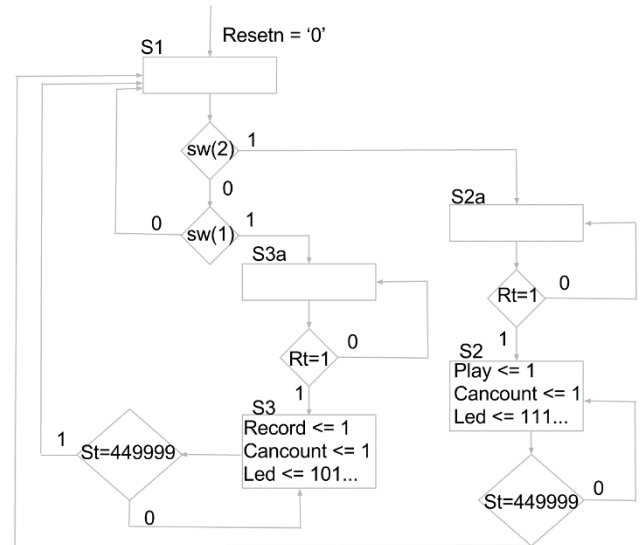 Resetn = ‘0’
S1
sw(2)
1
0
S2a
sw(1)
0
1
S3a
Rt=1
0
1
Rt=1
0
1
S2
Play <= 1
Cancount <= 1
Led <= 111...
S3
Record <= 1
Cancount <= 1
Led <= 101...
St=449999
1
0
St=449999
0